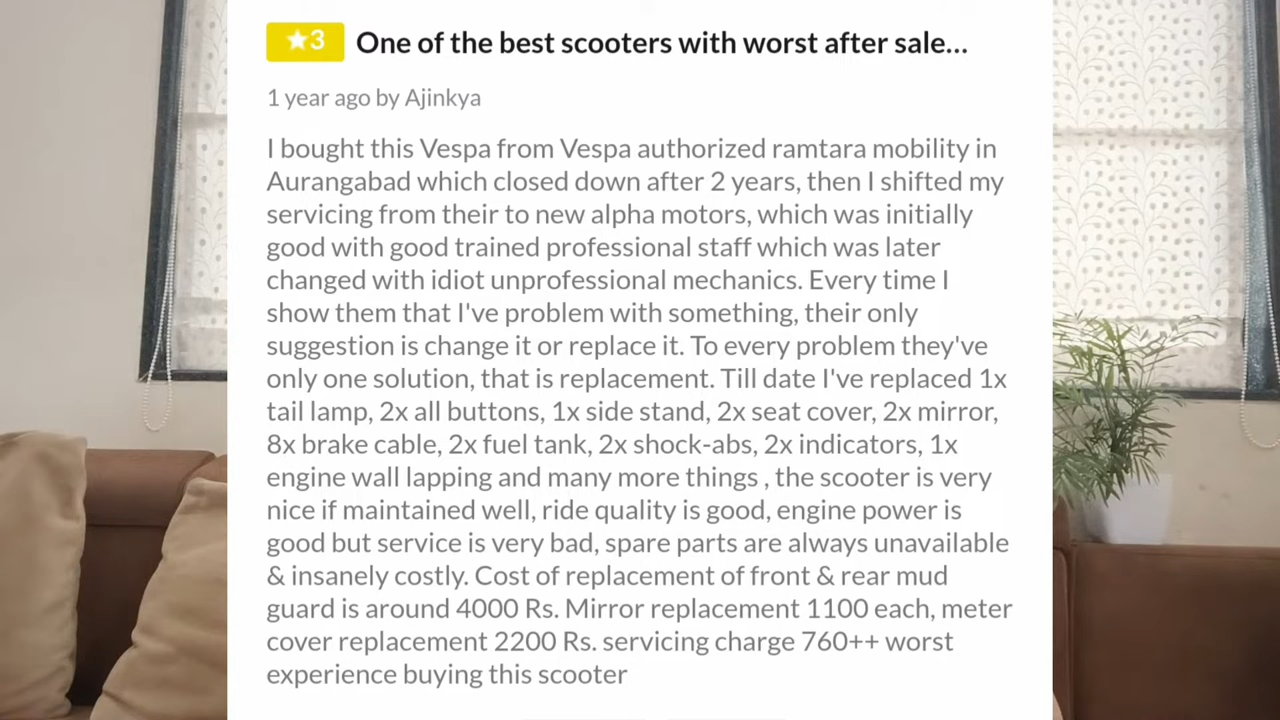 ★3 One of the best scooters with worst after sale...
1 year ago by Ajinkya
I bought this Vespa from Vespa authorized ramtara mobility in
Aurangabad which closed down after 2 years, then I shifted my
servicing from their to new alpha motors, which was initially
good with good trained professional staff which was later
changed with idiot unprofessional mechanics. Every time I
show them that I've problem with something, their only
suggestion is change it or replace it. To every problem they've
only one solution, that is replacement. Till date I've replaced 1x
tail lamp, 2x all buttons, 1x side stand, 2x seat cover, 2x mirror,
8x brake cable, 2x fuel tank, 2x shock-abs, 2x indicators, 1x
engine wall lapping and many more things , the scooter is very
nice if maintained well, ride quality is good, engine power is
good but service is very bad, spare parts are always unavailable
& insanely costly. Cost of replacement of front & rear mud
guard is around 4000 Rs. Mirror replacement 1100 each, meter
cover replacement 2200 Rs. servicing charge 760++ worst
experience buying this scooter